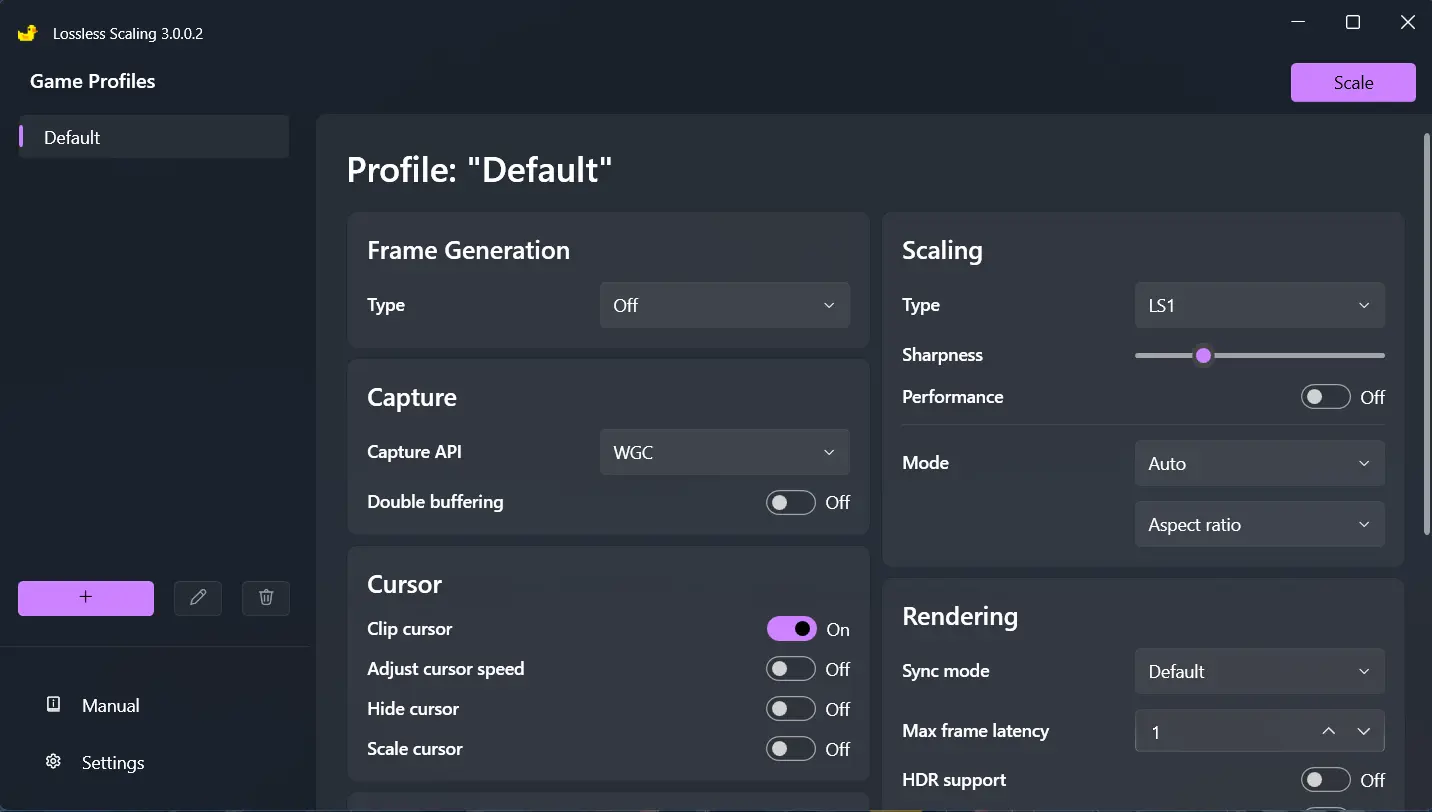 Lossless Scaling 3.0.0.2
Game Profiles
Scale
Default
Profile: "Default"
Frame Generation
Type
Off
Capture
Capture API
WGC
Double buffering
Off
Cursor
Clip cursor
On
Adjust cursor speed
Off
Hide cursor
Off
Scale cursor
Off
Scaling
Type
LS1
Sharpness
Performance
Off
Mode
Auto
Aspect ratio
Rendering
Sync mode
Default
Max frame latency
1
HDR support
Off
Manual
Settings